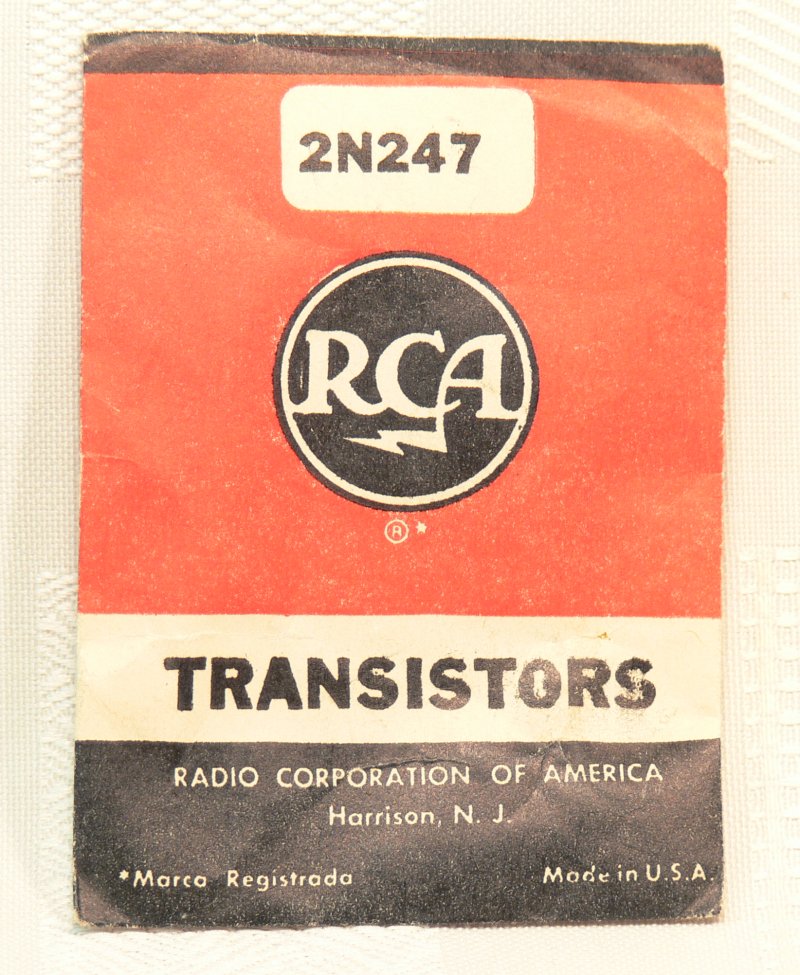 2N247
RCA
® *
TRANSISTORS
RADIO CORPORATION OF AMERICA
Harrison, N. J.
*Marca Registrada Made in U.S.A.